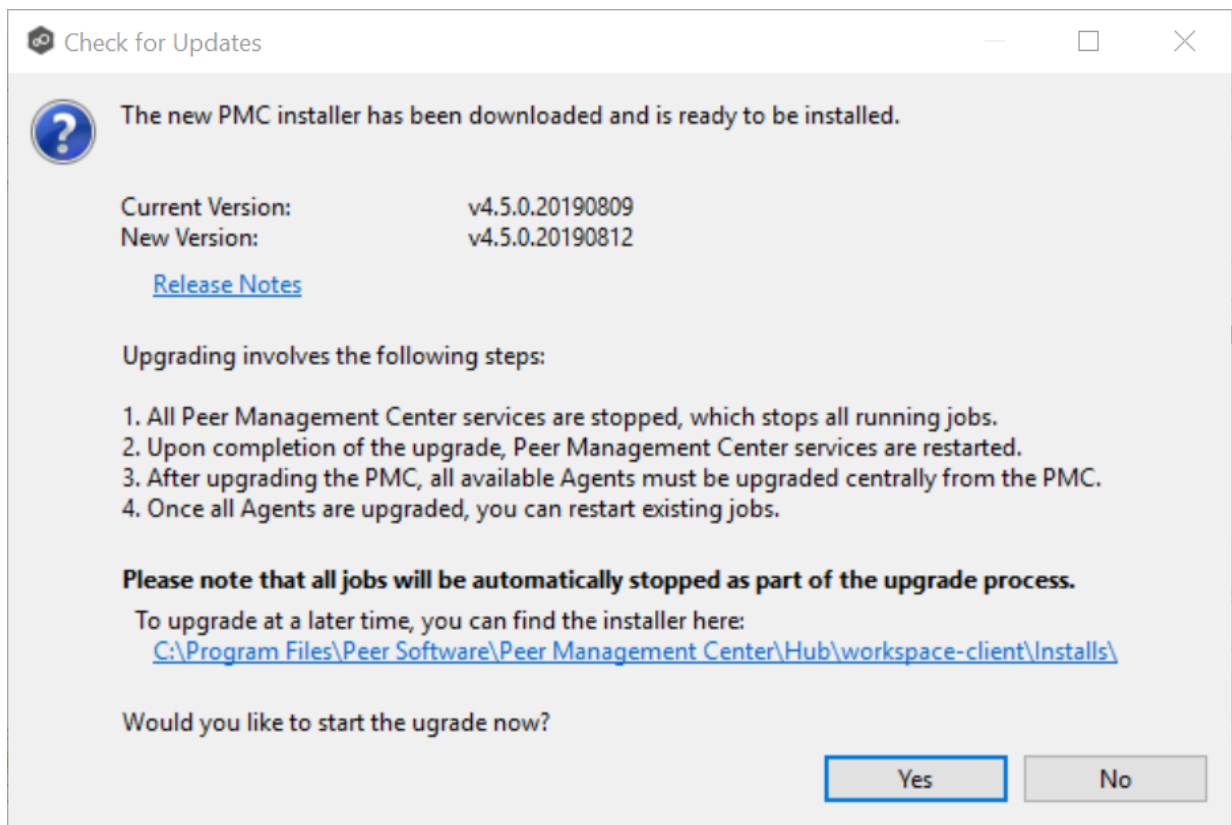 Check for Updates
The new PMC installer has been downloaded and is ready to be installed.
Current Version: v4.5.0.20190809
New Version: v4.5.0.20190812
Release Notes
Upgrading involves the following steps:
1. All Peer Management Center services are stopped, which stops all running jobs.
2. Upon completion of the upgrade, Peer Management Center services are restarted.
3. After upgrading the PMC, all available Agents must be upgraded centrally from the PMC.
4. Once all Agents are upgraded, you can restart existing jobs.
Please note that all jobs will be automatically stopped as part of the upgrade process.
To upgrade at a later time, you can find the installer here:
C:\Program Files\Peer Software\Peer Management Center\Hub\workspace-client\Installs\
Would you like to start the ugrade now?
Yes No